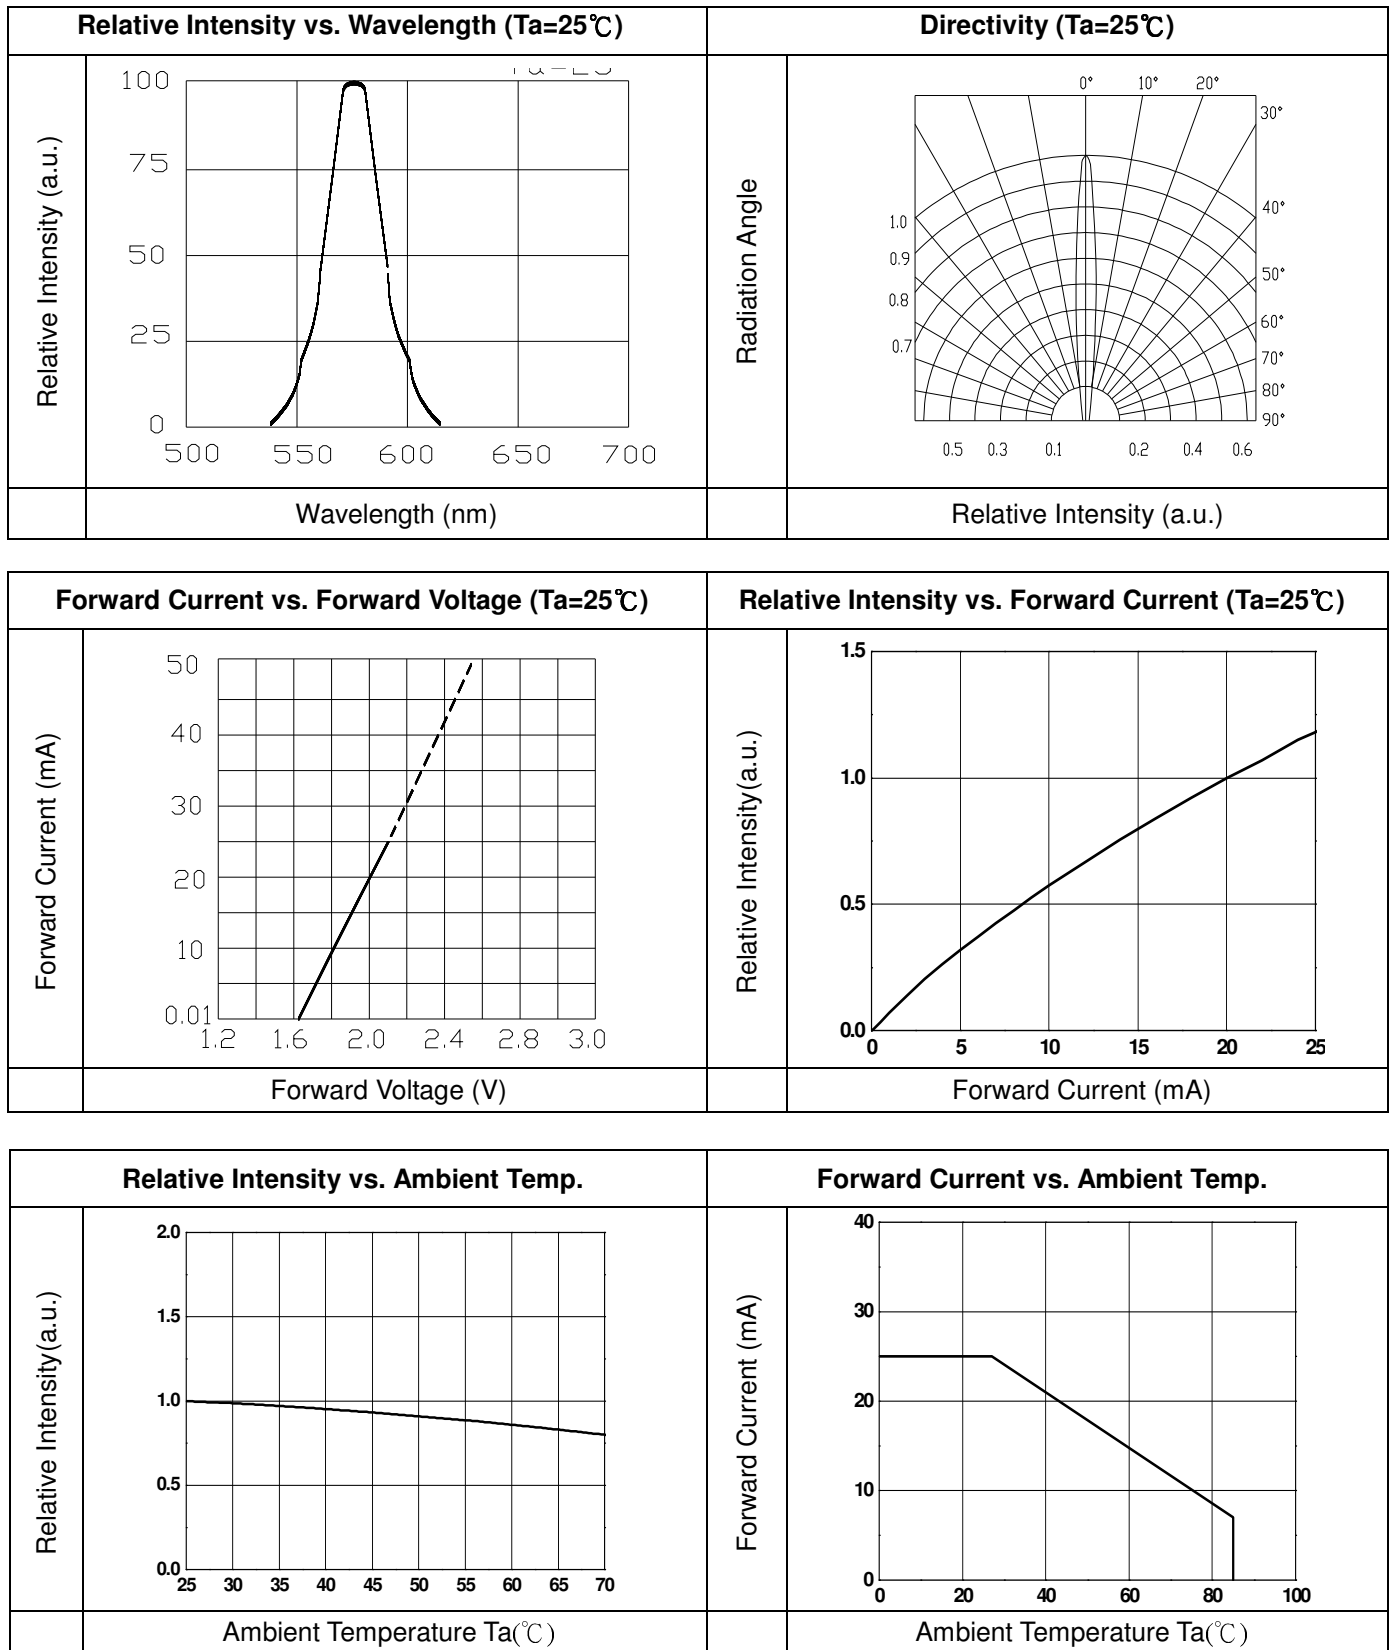 Relative Intensity vs. Wavelength (Ta=25℃)
Directivity (Ta=25℃)
Relative Intensity (a.u.)
100
75
50
25
0
500 550 600 650 700
Wavelength (nm)
Radiation Angle
0° 10° 20°
30°
40°
50°
60°
70°
80°
90°
1.0
0.9
0.8
0.7
0.5 0.3 0.1 0.2 0.4 0.6
Relative Intensity (a.u.)
Forward Current vs. Forward Voltage (Ta=25℃)
Relative Intensity vs. Forward Current (Ta=25℃)
Forward Current (mA)
50
40
30
20
10
0.01
1.2 1.6 2.0 2.4 2.8 3.0
Forward Voltage (V)
Relative Intensity(a.u.)
1.5
1.0
0.5
0.0
0 5 10 15 20 25
Forward Current (mA)
Relative Intensity vs. Ambient Temp.
Forward Current vs. Ambient Temp.
Relative Intensity(a.u.)
2.0
1.5
1.0
0.5
0.0
25 30 35 40 45 50 55 60 65 70
Ambient Temperature Ta(℃)
Forward Current (mA)
40
30
20
10
0
0 20 40 60 80 100
Ambient Temperature Ta(℃)